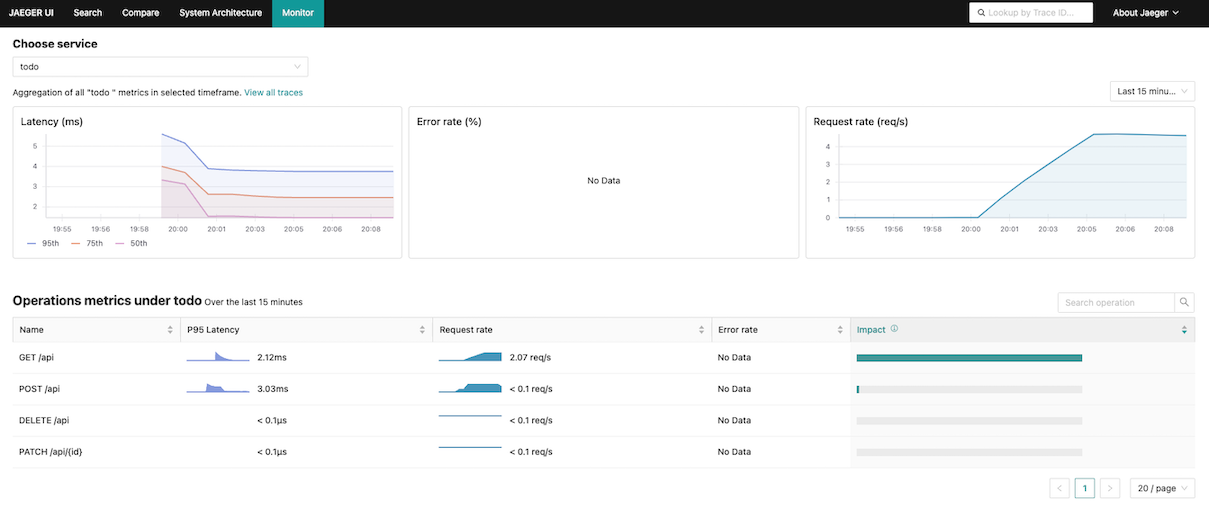 JAEGER UI Search Compare System Architecture Monitor Lookup by Trace ID... About Jaeger
Choose service
todo
Aggregation of all "todo " metrics in selected timeframe. View all traces
Last 15 minu...
Latency (ms)
5
4
3
2
19:55 19:56 19:58 20:00 20:01 20:03 20:05 20:06 20:08
95th 75th 50th
Error rate (%)
No Data
Request rate (req/s)
4
3
2
1
0
19:55 19:56 19:58 20:00 20:01 20:03 20:05 20:06 20:08
Operations metrics under todo Over the last 15 minutes
Search operation
Name P95 Latency Request rate Error rate Impact
GET /api 2.12ms 2.07 req/s No Data
POST /api 3.03ms < 0.1 req/s No Data
DELETE /api < 0.1μs < 0.1 req/s No Data
PATCH /api/{id} < 0.1μs < 0.1 req/s No Data
< 1 > 20 / page